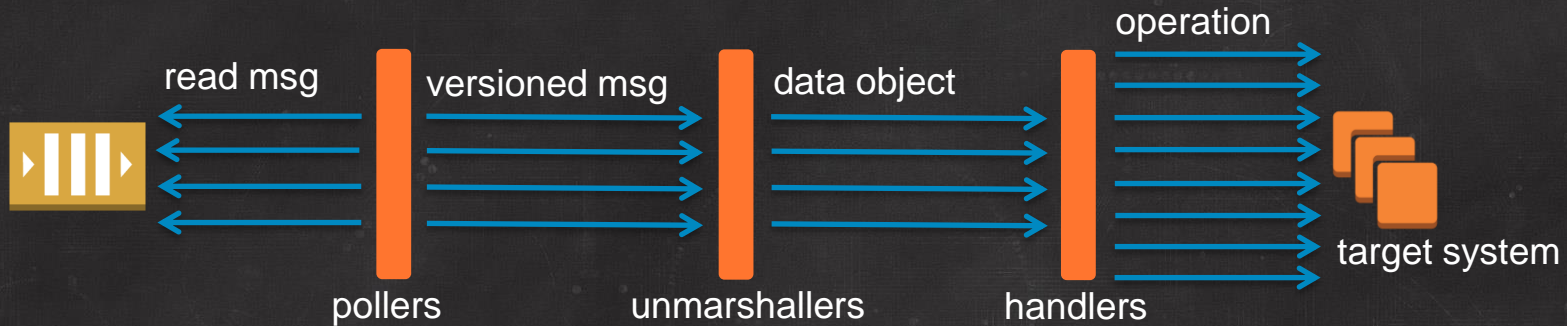 operation
read msg
versioned msg
data object
target system
pollers
unmarshallers
handlers